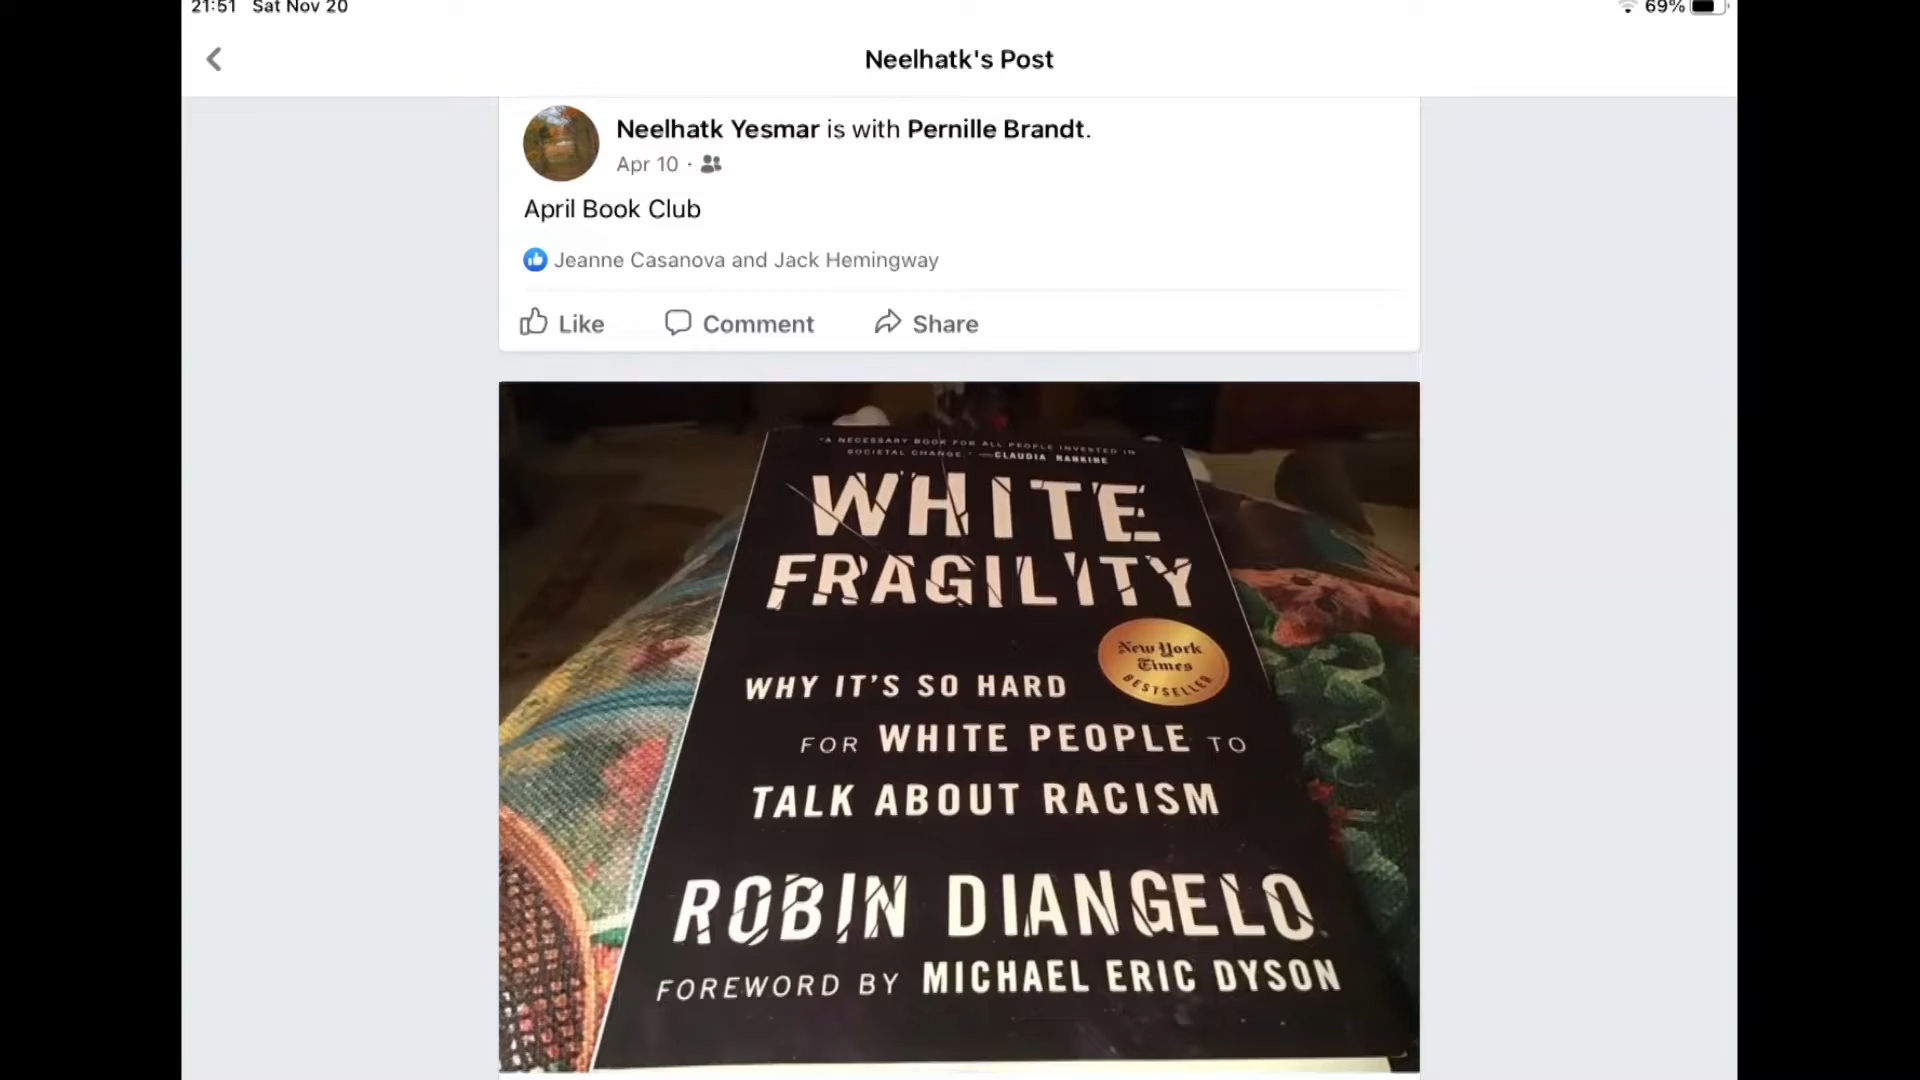 21:51 Sat Nov 20
69%
Neelhatk's Post
Neelhatk Yesmar is with Pernille Brandt.
Apr 10 ·
April Book Club
Jeanne Casanova and Jack Hemingway
Like Comment Share
"A NECESSARY BOOK FOR ALL PEOPLE INVESTED IN
SOCIETAL CHANGE." —CLAUDIA RANKINE
WHITE
FRAGILITY
New York
Times
BESTSELLER
WHY IT'S SO HARD
FOR WHITE PEOPLE TO
TALK ABOUT RACISM
ROBIN DIANGELO
FOREWORD BY MICHAEL ERIC DYSON